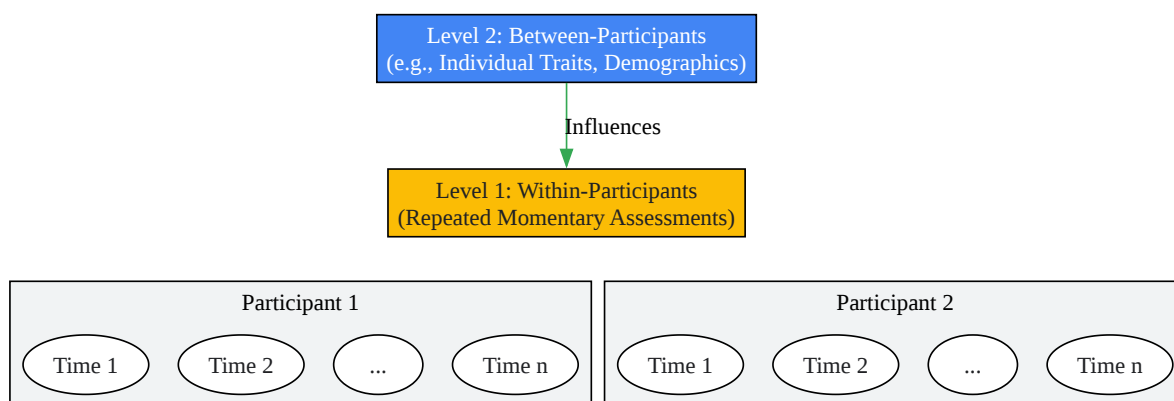 Level 2: Between-Participants
(e.g., Individual Traits, Demographics)
Influences
Level 1: Within-Participants
(Repeated Momentary Assessments)
Participant 1
Time 1
Time 2
...
Time n
Participant 2
Time 1
Time 2
...
Time n